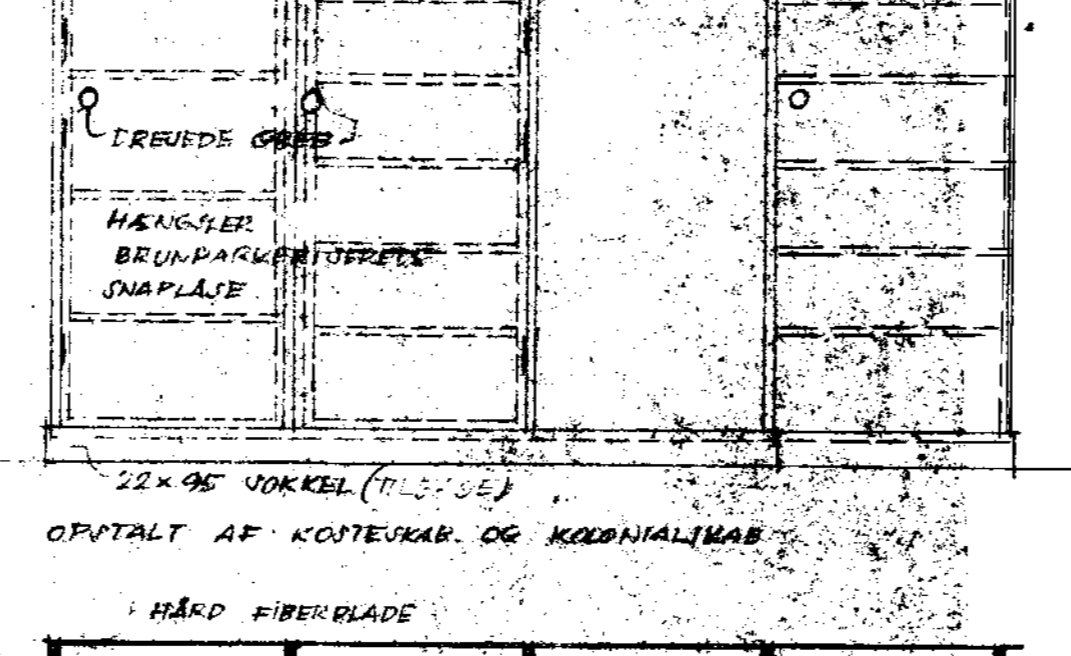 DREJEDE GREB
HÆNGSLER
BRUNPARKERISEREDE
SNAPLÅSE
22 x 95 SOKKEL
OPSTALT AF KOSTESKAB OG KOLONIALSKAB
HÅRD FIBERPLADE